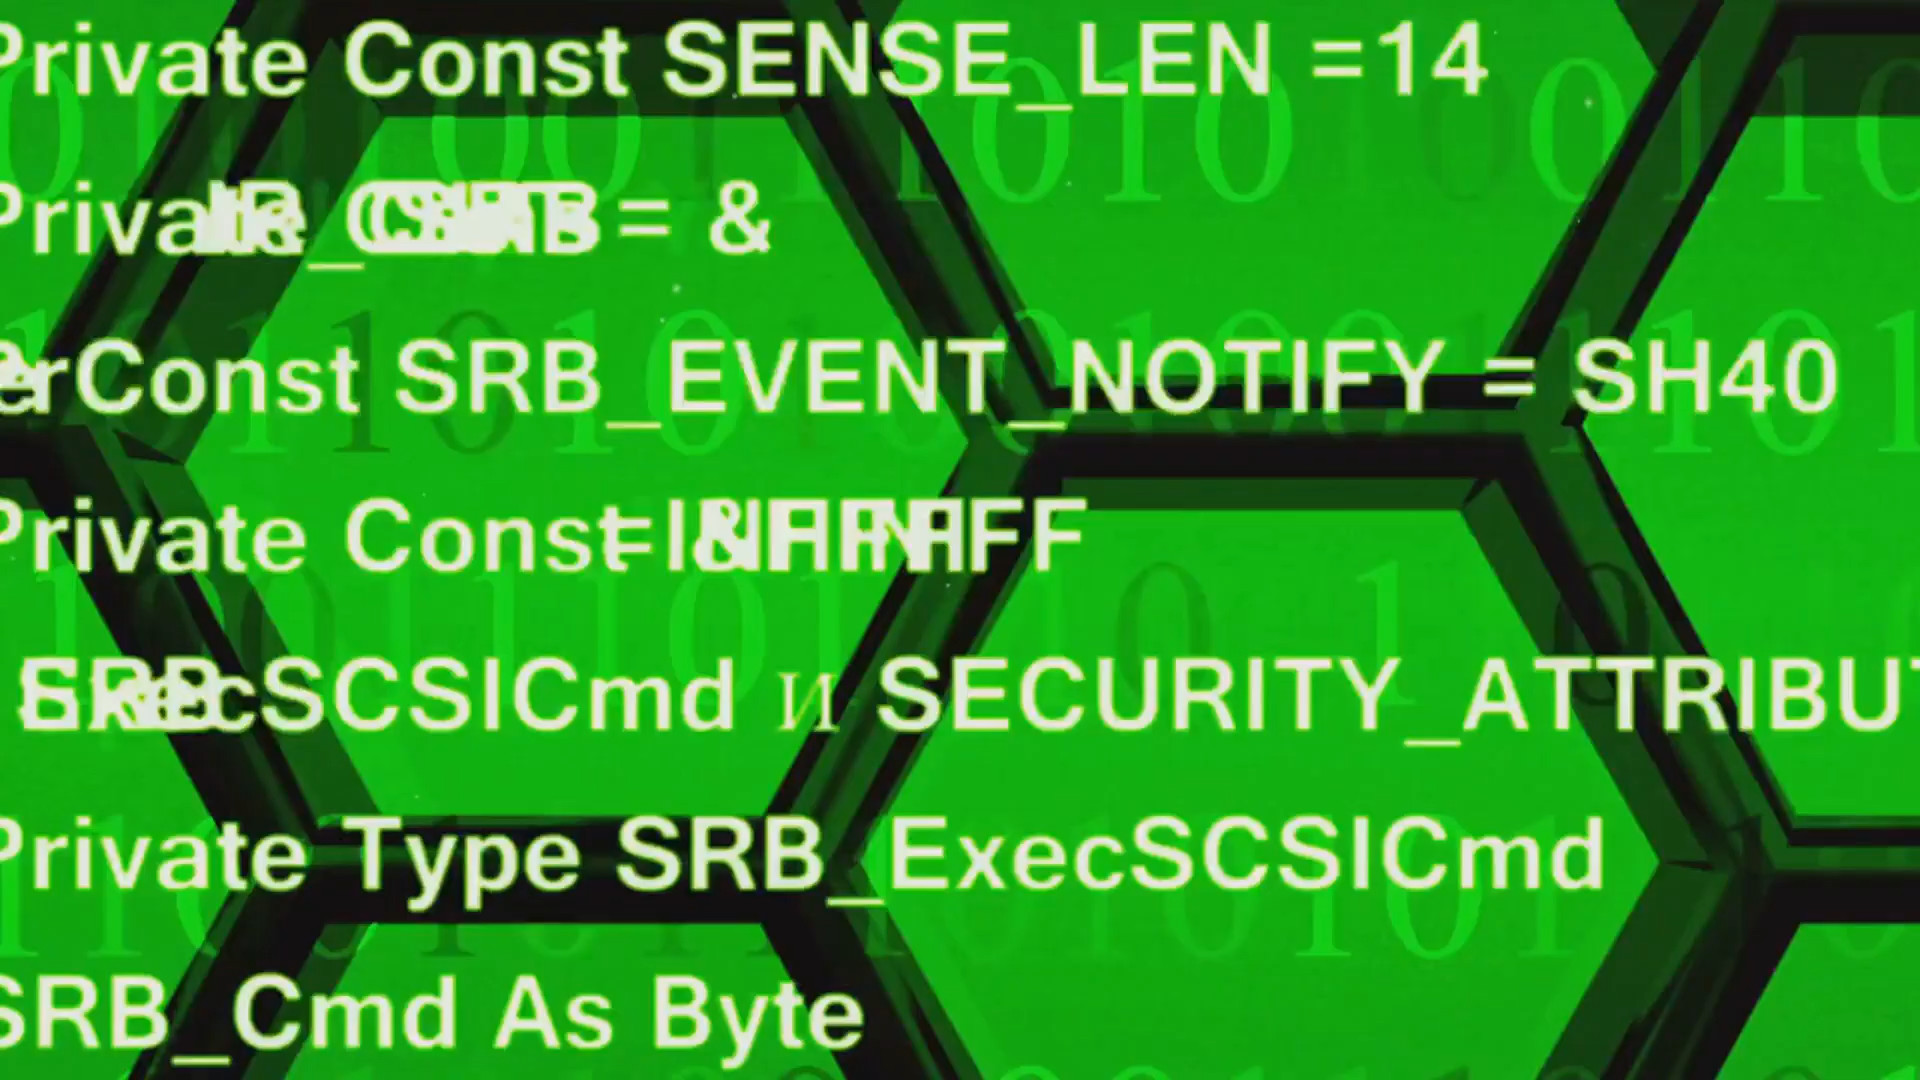 Private Const SENSE_LEN =14
= &
Const SRB_EVENT_NOTIFY = SH40
Private Const
SCSICmd и SECURITY_ATTRIBUT
Private Type SRB_ExecSCSICmd
SRB_Cmd As Byte